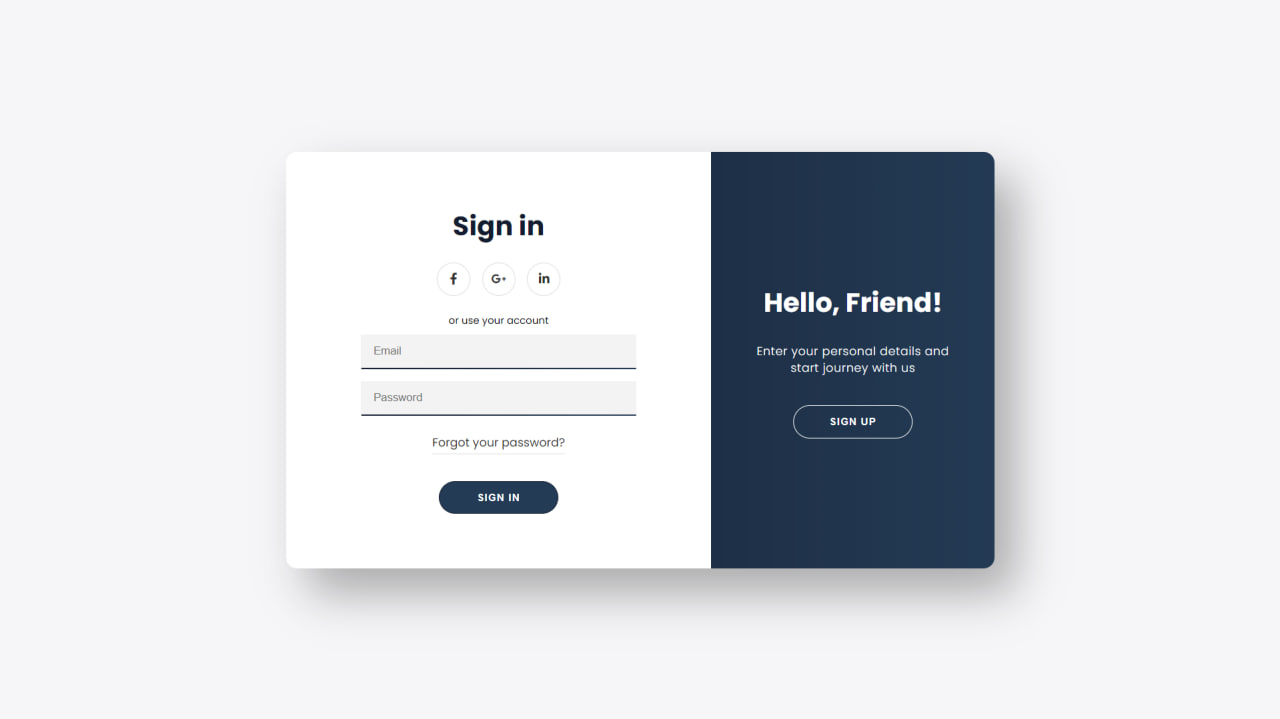 Sign in
f G+ in
or use your account
Email
Password
Forgot your password?
SIGN IN
Hello, Friend!
Enter your personal details and
start journey with us
SIGN UP